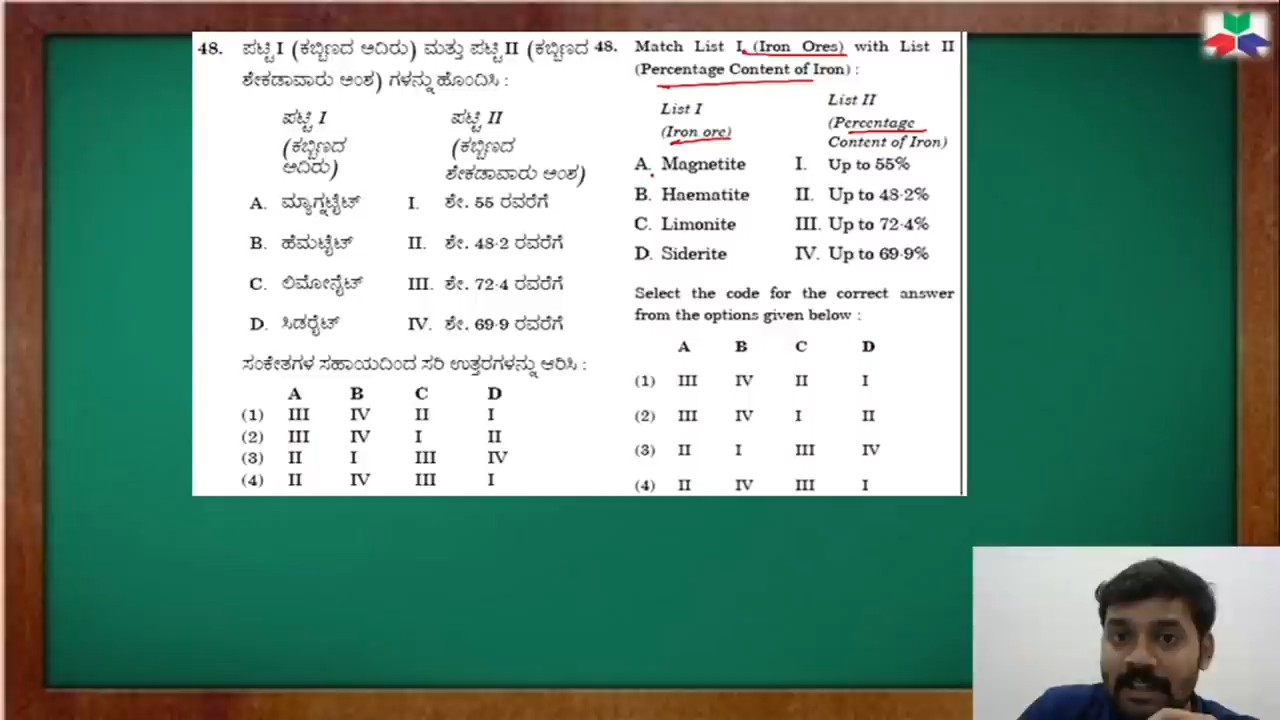 48. ಪಟ್ಟಿ I (ಕಬ್ಬಿಣದ ಅದಿರು) ಮತ್ತು ಪಟ್ಟಿ II (ಕಬ್ಬಿಣದ
ಶೇಕಡಾವಾರು ಅಂಶ) ಗಳನ್ನು ಹೊಂದಿಸಿ :
ಪಟ್ಟಿ I ಪಟ್ಟಿ II
(ಕಬ್ಬಿಣದ (ಕಬ್ಬಿಣದ
ಅದಿರು) ಶೇಕಡಾವಾರು ಅಂಶ)
A. ಮ್ಯಾಗ್ನಟೈಟ್ I. ಶೇ. 55 ರವರೆಗೆ
B. ಹೆಮಟೈಟ್ II. ಶೇ. 48·2 ರವರೆಗೆ
C. ಲಿಮೋನೈಟ್ III. ಶೇ. 72·4 ರವರೆಗೆ
D. ಸಿಡರೈಟ್ IV. ಶೇ. 69·9 ರವರೆಗೆ
ಸಂಕೇತಗಳ ಸಹಾಯದಿಂದ ಸರಿ ಉತ್ತರಗಳನ್ನು ಆರಿಸಿ :
A B C D
(1) III IV II I
(2) III IV I II
(3) II I III IV
(4) II IV III I
48. Match List I (Iron Ores) with List II
(Percentage Content of Iron) :
List I List II
(Iron ore) (Percentage
Content of Iron)
A. Magnetite I. Up to 55%
B. Haematite II. Up to 48·2%
C. Limonite III. Up to 72·4%
D. Siderite IV. Up to 69·9%
Select the code for the correct answer
from the options given below :
A B C D
(1) III IV II I
(2) III IV I II
(3) II I III IV
(4) II IV III I